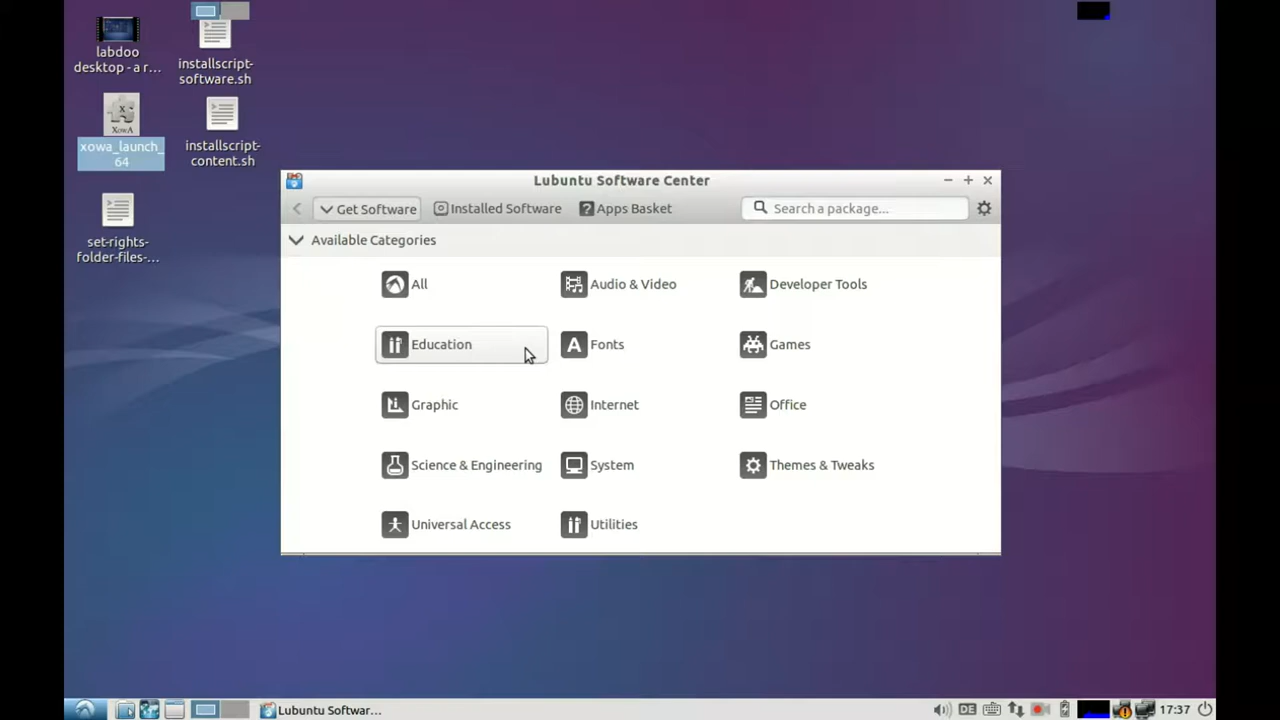 labdoo
desktop - a r...
installscript-
software.sh
XOWA
xowa_launch_
64
installscript-
content.sh
set-rights-
folder-files-...
Lubuntu Software Center
Get Software
Installed Software
Apps Basket
Search a package...
Available Categories
All
Audio & Video
Developer Tools
Education
Fonts
Games
Graphic
Internet
Office
Science & Engineering
System
Themes & Tweaks
Universal Access
Utilities
Lubuntu Softwar...
DE
17:37